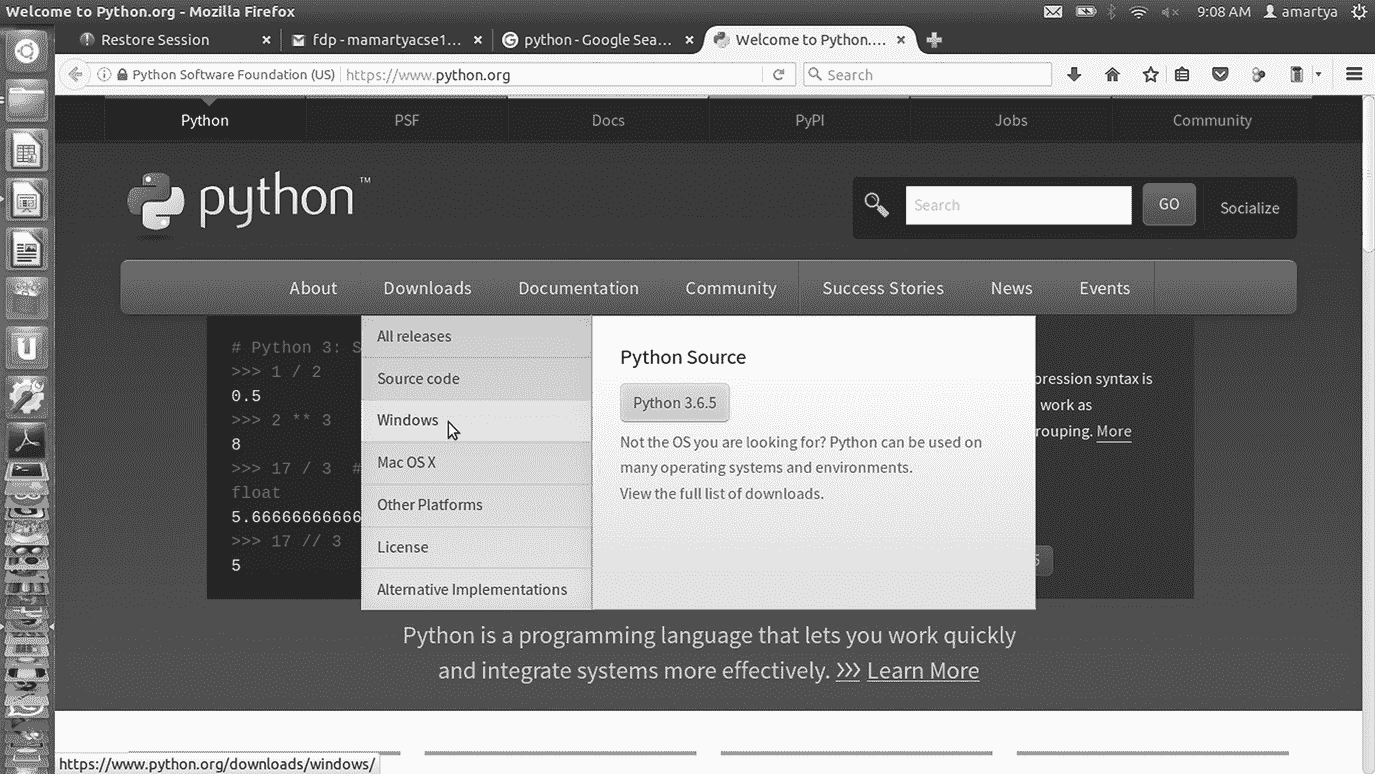 Welcome to Python.org - Mozilla Firefox
9:08 AM amartya
Restore Session × fdp - mamartyacse1... × python - Google Sea... × Welcome to Python.... ×
Python Software Foundation (US) https://www.python.org Search
Python PSF Docs PyPI Jobs Community
python™
Search GO Socialize
About Downloads Documentation Community Success Stories News Events
All releases
Source code
Windows
Mac OS X
Other Platforms
License
Alternative Implementations
Python Source
Python 3.6.5
Not the OS you are looking for? Python can be used on
many operating systems and environments.
View the full list of downloads.
# Python 3: S
>>> 1 / 2
0.5
>>> 2 ** 3
8
>>> 17 / 3 #
float
5.66666666666
>>> 17 // 3
5
pression syntax is
work as
rouping. More
5
Python is a programming language that lets you work quickly
and integrate systems more effectively. >>> Learn More
https://www.python.org/downloads/windows/